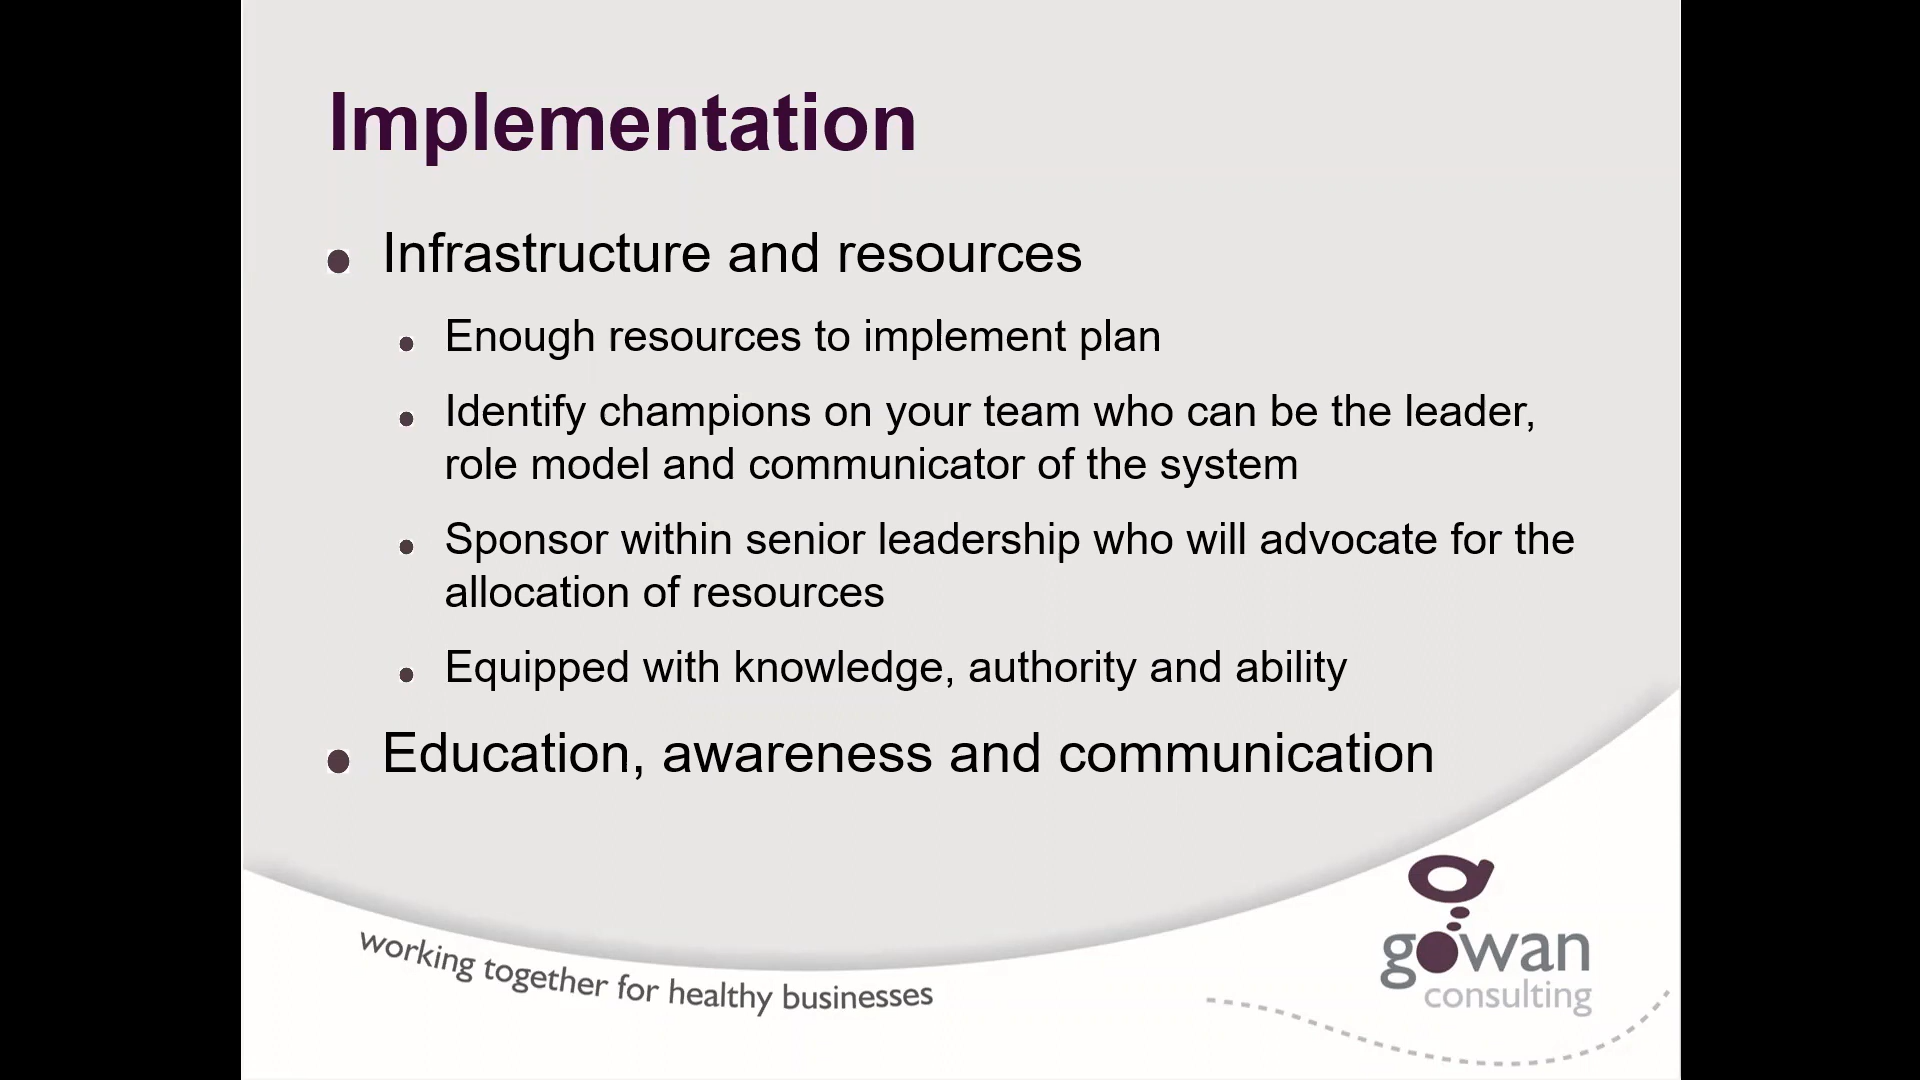 Implementation
Infrastructure and resources
Enough resources to implement plan
Identify champions on your team who can be the leader,
role model and communicator of the system
Sponsor within senior leadership who will advocate for the
allocation of resources
Equipped with knowledge, authority and ability
Education, awareness and communication
working together for healthy businesses
gowan
consulting